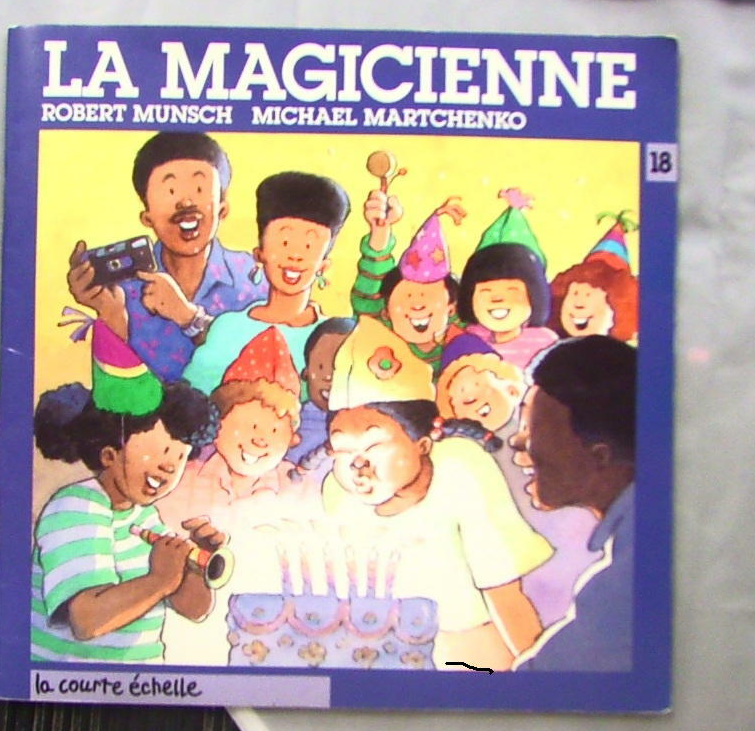 LA MAGICIENNE
ROBERT MUNSCH MICHAEL MARTCHENKO
18
la courte échelle